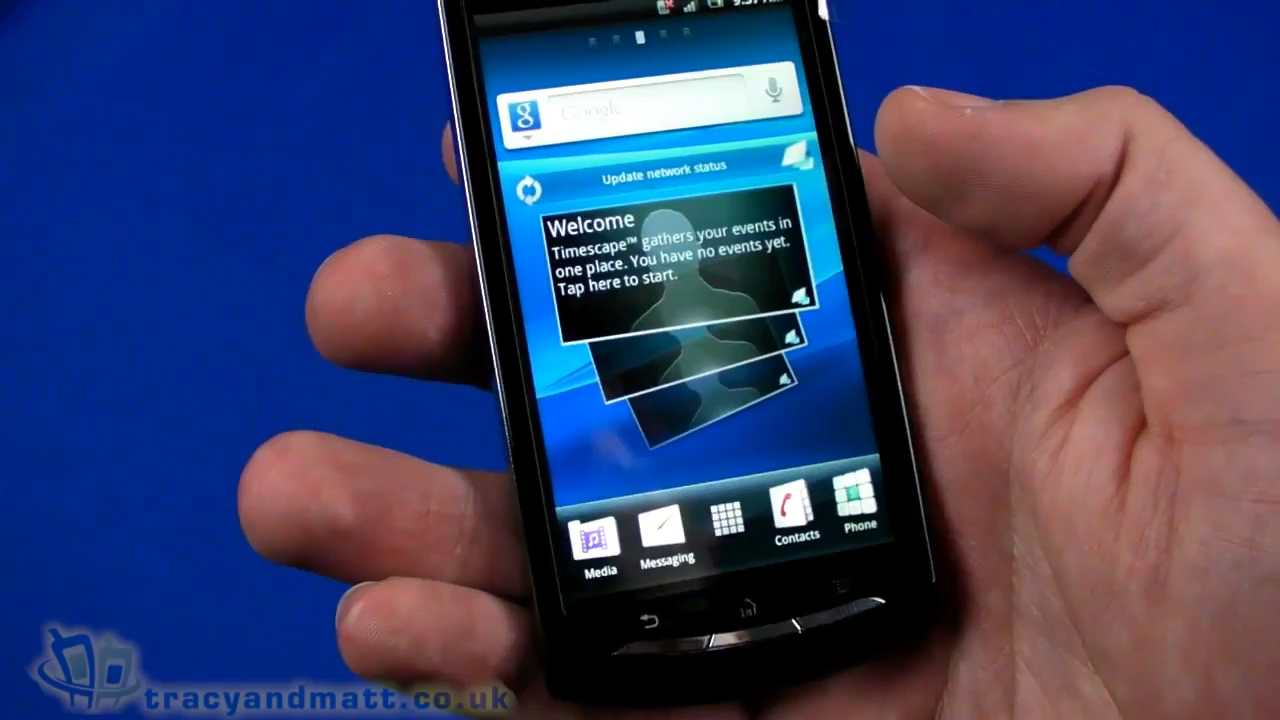 Google
Update network status
Welcome
Timescape™ gathers your events in
one place. You have no events yet.
Tap here to start.
Media
Messaging
Contacts
Phone
tracyandmatt.co.uk